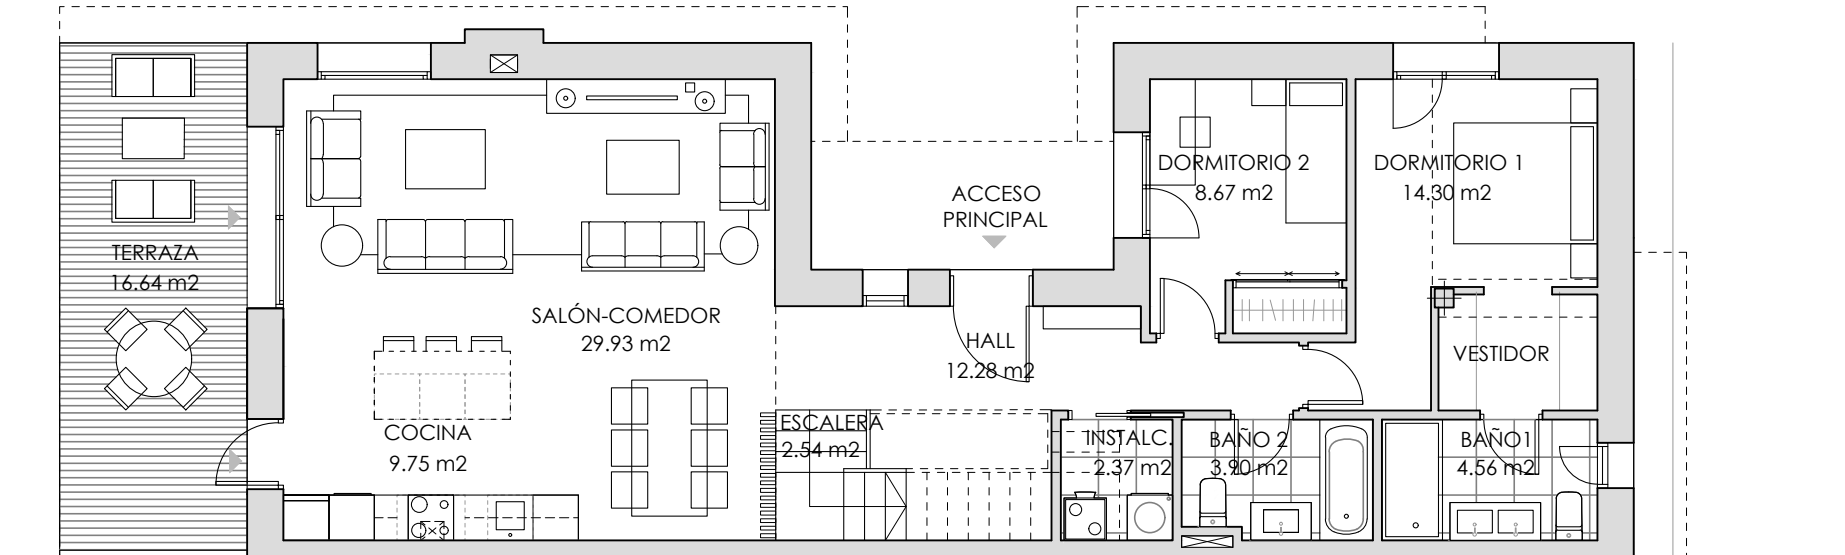 TERRAZA
16.64 m2
SALÓN-COMEDOR
29.93 m2
COCINA
9.75 m2
ACCESO
PRINCIPAL
HALL
12.28 m2
ESCALERA
2.54 m2
INSTALC.
2.37 m2
DORMITORIO 2
8.67 m2
DORMITORIO 1
14.30 m2
VESTIDOR
BAÑO 2
3.90 m2
BAÑO1
4.56 m2